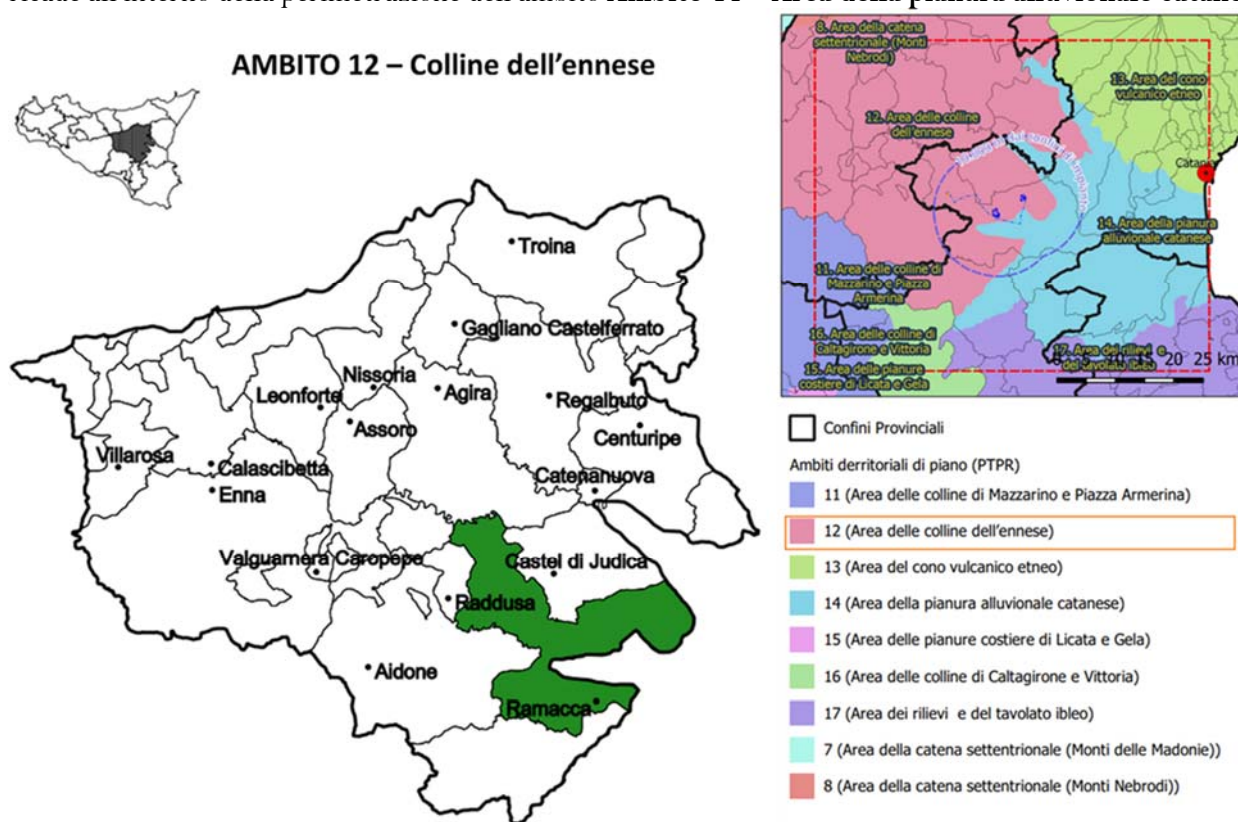 AMBITO 12 – Colline dell'ennese
Troina
Gagliano Castelferrato
Nissoria
Leonforte
Agira
Regalbuto
Assoro
Centuripe
Villarosa
Calascibetta
Enna
Catenanuova
Valguarnera Caropepe
Castel di Judica
Raddusa
Aidone
Ramacca
8. Area della catena
settentrionale (Monti
Nebrodi)
13. Area del cono
vulcanico etneo
12. Area delle colline
dell'ennese
Catania
14. Area della pianura
alluvionale catanese
11. Area delle colline di
Mazzarino e Piazza
Armerina
16. Area delle colline di
Caltagirone e Vittoria
15. Area delle pianure
costiere di Licata e Gela
17. Area dei rilievi e
del tavolato ibleo
20 25 km
Confini Provinciali
Ambiti derritoriali di piano (PTPR)
11 (Area delle colline di Mazzarino e Piazza Armerina)
12 (Area delle colline dell'ennese)
13 (Area del cono vulcanico etneo)
14 (Area della pianura alluvionale catanese)
15 (Area delle pianure costiere di Licata e Gela)
16 (Area delle colline di Caltagirone e Vittoria)
17 (Area dei rilievi e del tavolato ibleo)
7 (Area della catena settentrionale (Monti delle Madonie))
8 (Area della catena settentrionale (Monti Nebrodi))